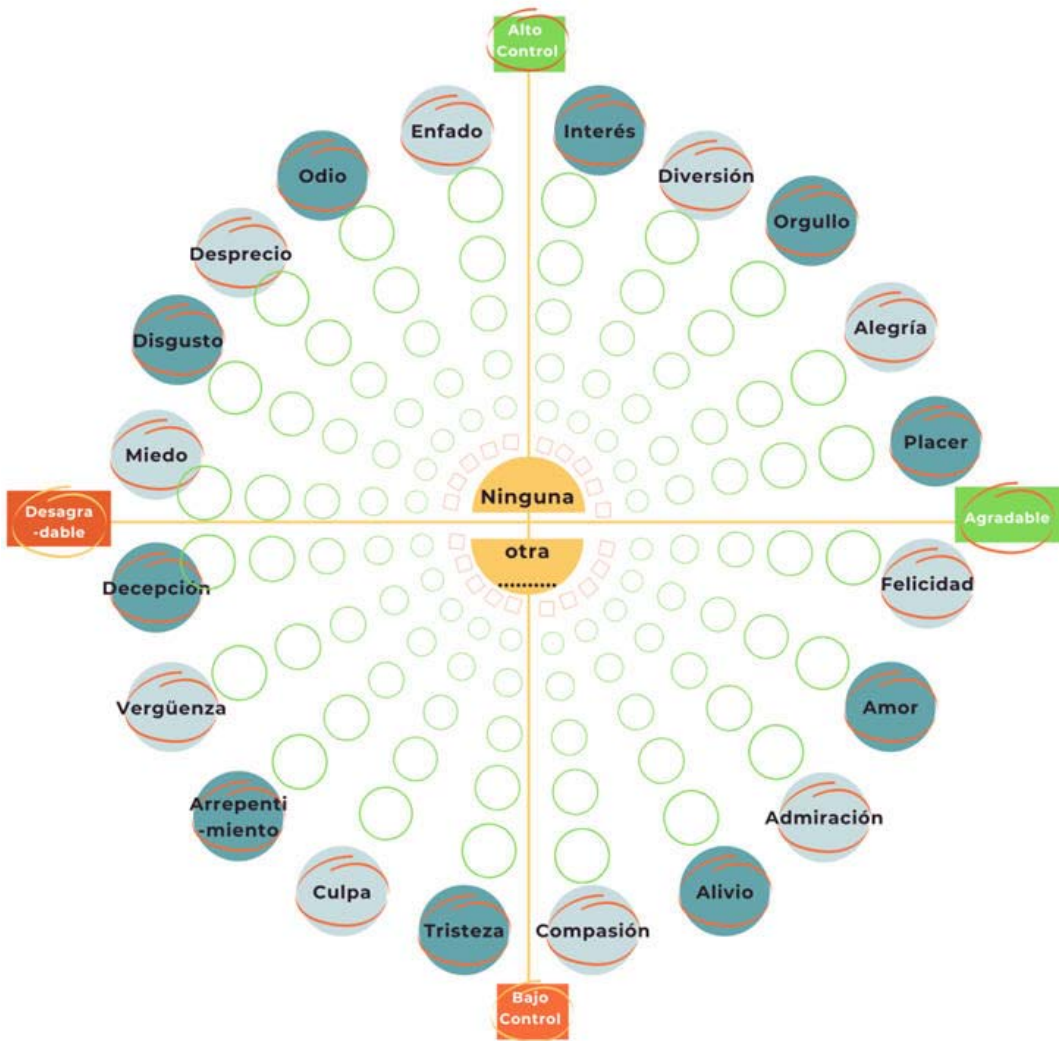 Alto
Control
Enfado
Interés
Odio
Diversión
Orgullo
Desprecio
Alegría
Disgusto
Miedo
Placer
Ninguna
Desagra
-dable
Agradable
otra
..........
Decepción
Felicidad
Vergüenza
Amor
Arrepenti
-miento
Admiración
Culpa
Alivio
Tristeza
Compasión
Bajo
Control